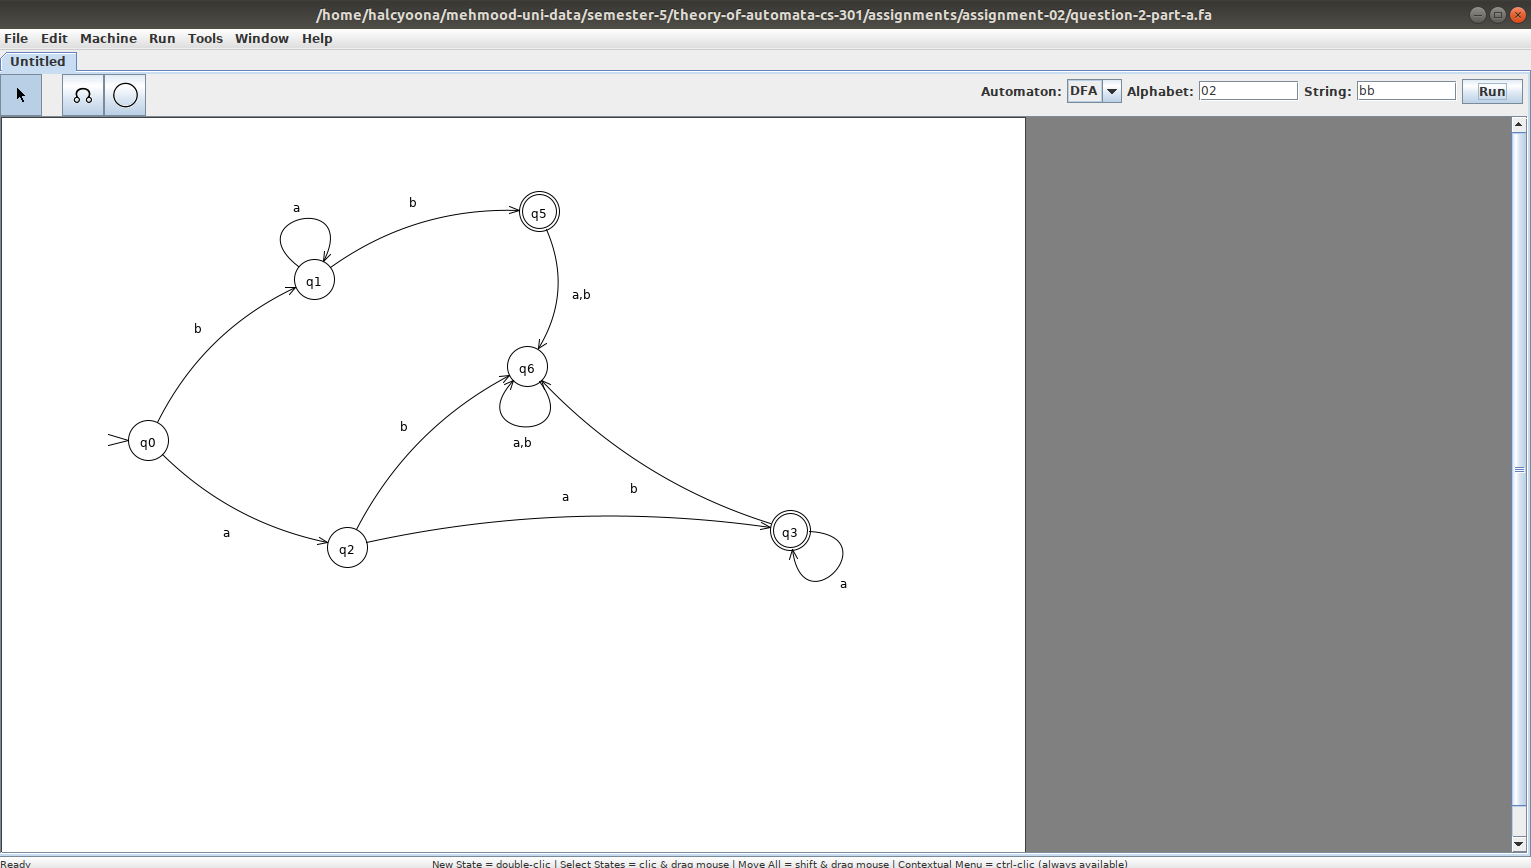 /home/halcyoona/mehmood-uni-data/semester-5/theory-of-automata-cs-301/assignments/assignment-02/question-2-part-a.fa
File Edit Machine Run Tools Window Help
Untitled
Automaton: DFA Alphabet: 02 String: bb Run
a
b
q5
q1
a,b
b
q6
b
q0
a,b
b
a
q3
a
q2
a
Ready New State = double-clic | Select States = clic & drag mouse | Move All = shift & drag mouse | Contextual Menu = ctrl-clic (always available)